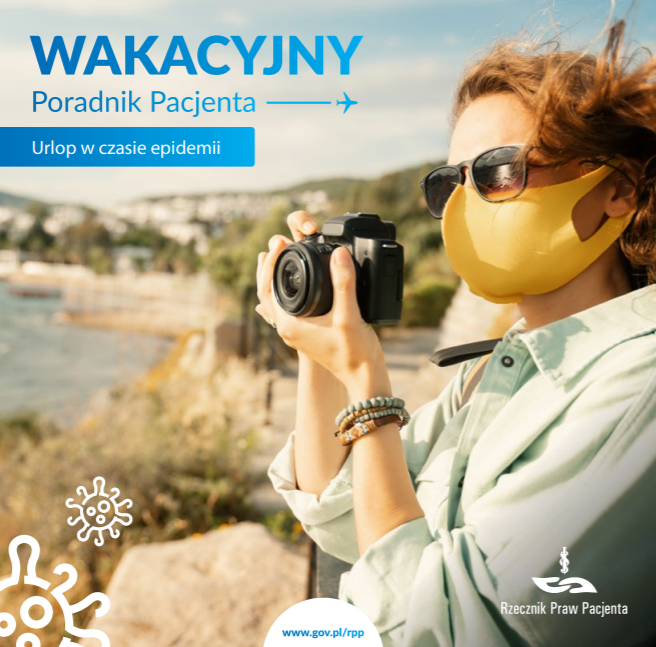 WAKACYJNY
Poradnik Pacjenta
Urlop w czasie epidemii
Rzecznik Praw Pacjenta
www.gov.pl/rpp